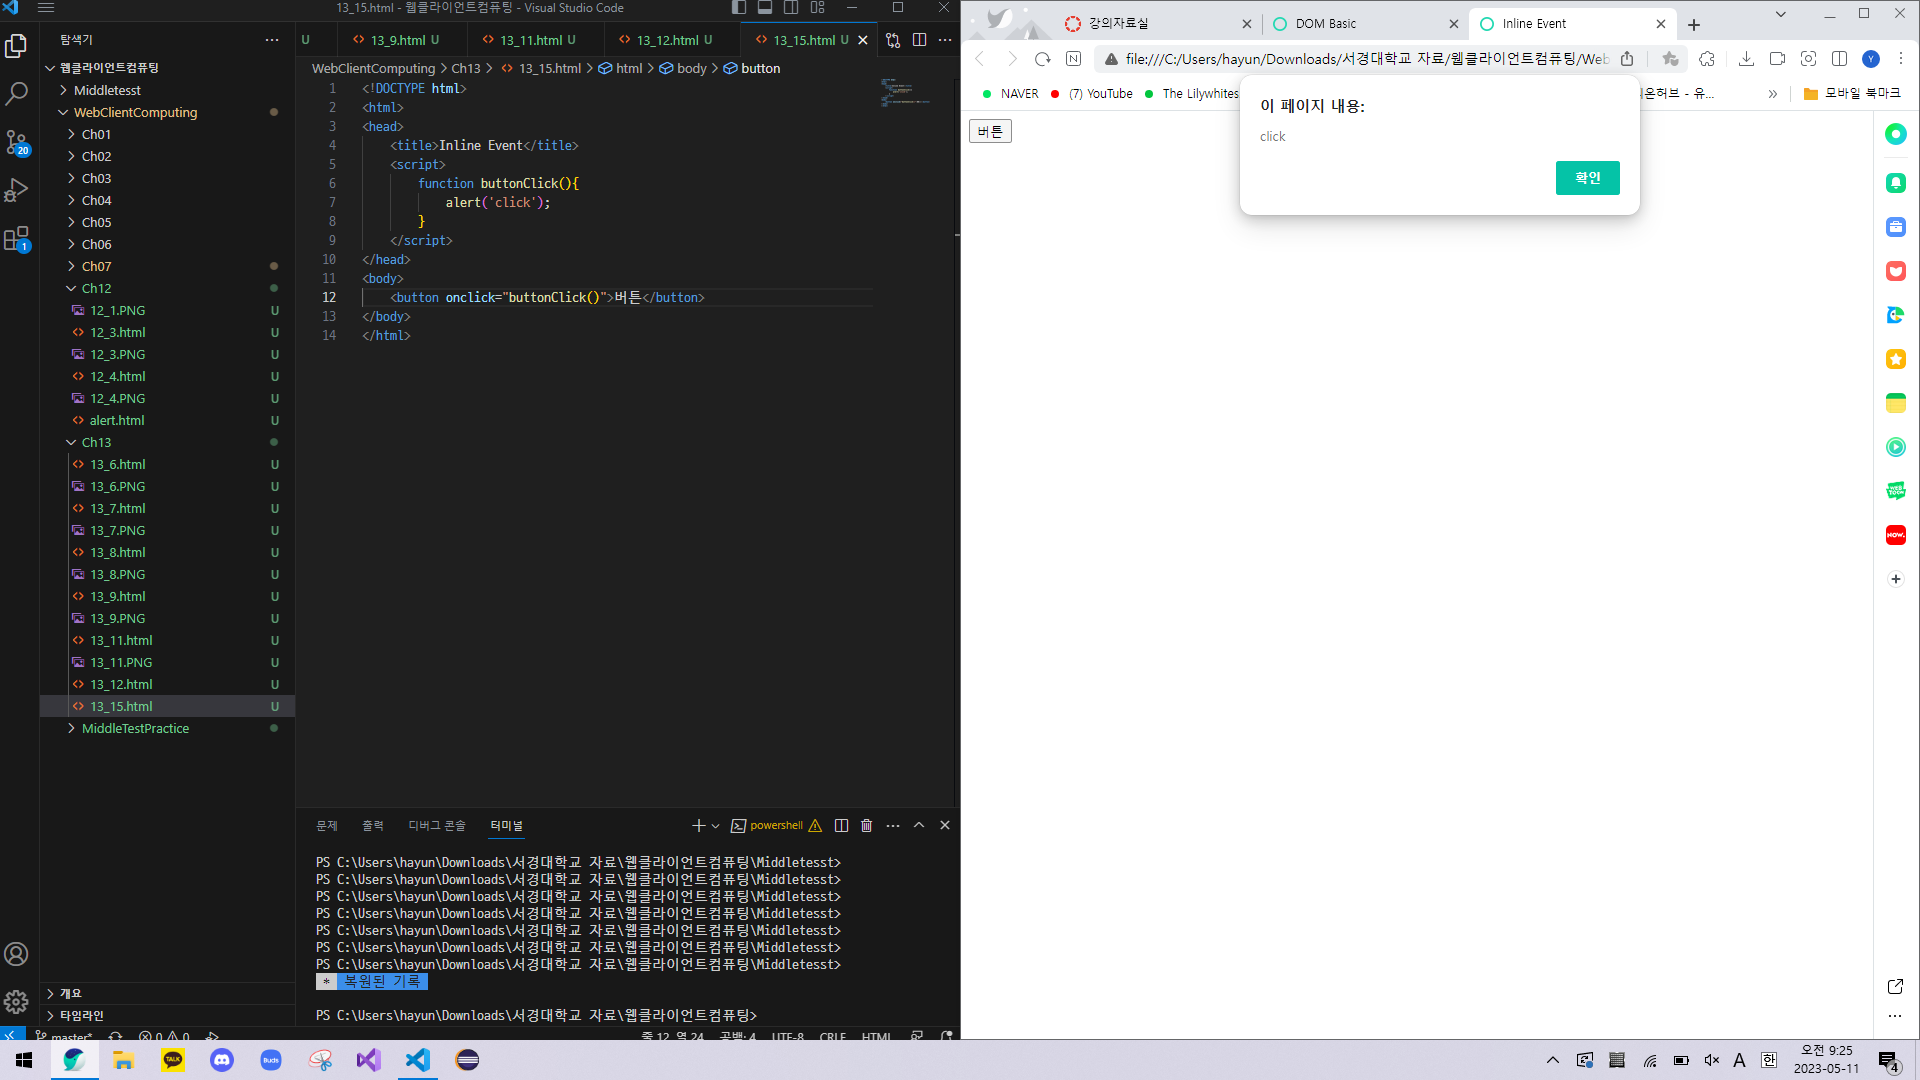 13_15.html - 웹클라이언트컴퓨팅 - Visual Studio Code
탐색기
웹클라이언트컴퓨팅
Middletesst
WebClientComputing
Ch01
Ch02
Ch03
Ch04
Ch05
Ch06
Ch07
Ch12
12_1.PNG U
12_3.html U
12_3.PNG U
12_4.html U
12_4.PNG U
alert.html U
Ch13
13_6.html U
13_6.PNG U
13_7.html U
13_7.PNG U
13_8.html U
13_8.PNG U
13_9.html U
13_9.PNG U
13_11.html U
13_11.PNG U
13_12.html U
13_15.html U
MiddleTestPractice
개요
타임라인
20
1
U 13_9.html U 13_11.html U 13_12.html U 13_15.html U
WebClientComputing > Ch13 > 13_15.html > html > body > button
1 <!DOCTYPE html>
2 <html>
3 <head>
4 <title>Inline Event</title>
5 <script>
6 function buttonClick(){
7 alert('click');
8 }
9 </script>
10 </head>
11 <body>
12 <button onclick="buttonClick()">버튼</button>
13 </body>
14 </html>
문제 출력 디버그 콘솔 터미널 powershell
PS C:\Users\hayun\Downloads\서경대학교 자료\웹클라이언트컴퓨팅\Middletesst>
PS C:\Users\hayun\Downloads\서경대학교 자료\웹클라이언트컴퓨팅\Middletesst>
PS C:\Users\hayun\Downloads\서경대학교 자료\웹클라이언트컴퓨팅\Middletesst>
PS C:\Users\hayun\Downloads\서경대학교 자료\웹클라이언트컴퓨팅\Middletesst>
PS C:\Users\hayun\Downloads\서경대학교 자료\웹클라이언트컴퓨팅\Middletesst>
PS C:\Users\hayun\Downloads\서경대학교 자료\웹클라이언트컴퓨팅\Middletesst>
PS C:\Users\hayun\Downloads\서경대학교 자료\웹클라이언트컴퓨팅\Middletesst>
* 복원된 기록
PS C:\Users\hayun\Downloads\서경대학교 자료\웹클라이언트컴퓨팅>
master* 0 0 줄 12, 열 24 공백: 4 UTF-8 CRLF HTML
강의자료실 DOM Basic Inline Event
file:///C:/Users/hayun/Downloads/서경대학교 자료/웹클라이언트컴퓨팅/Web
Y
NAVER (7) YouTube The Lilywhites 온허브 - 유... 모바일 북마크
버튼
이 페이지 내용:
click
확인
WEB TOON
NOW.
TALK
Buds
A 한
오전 9:25
2023-05-11
4